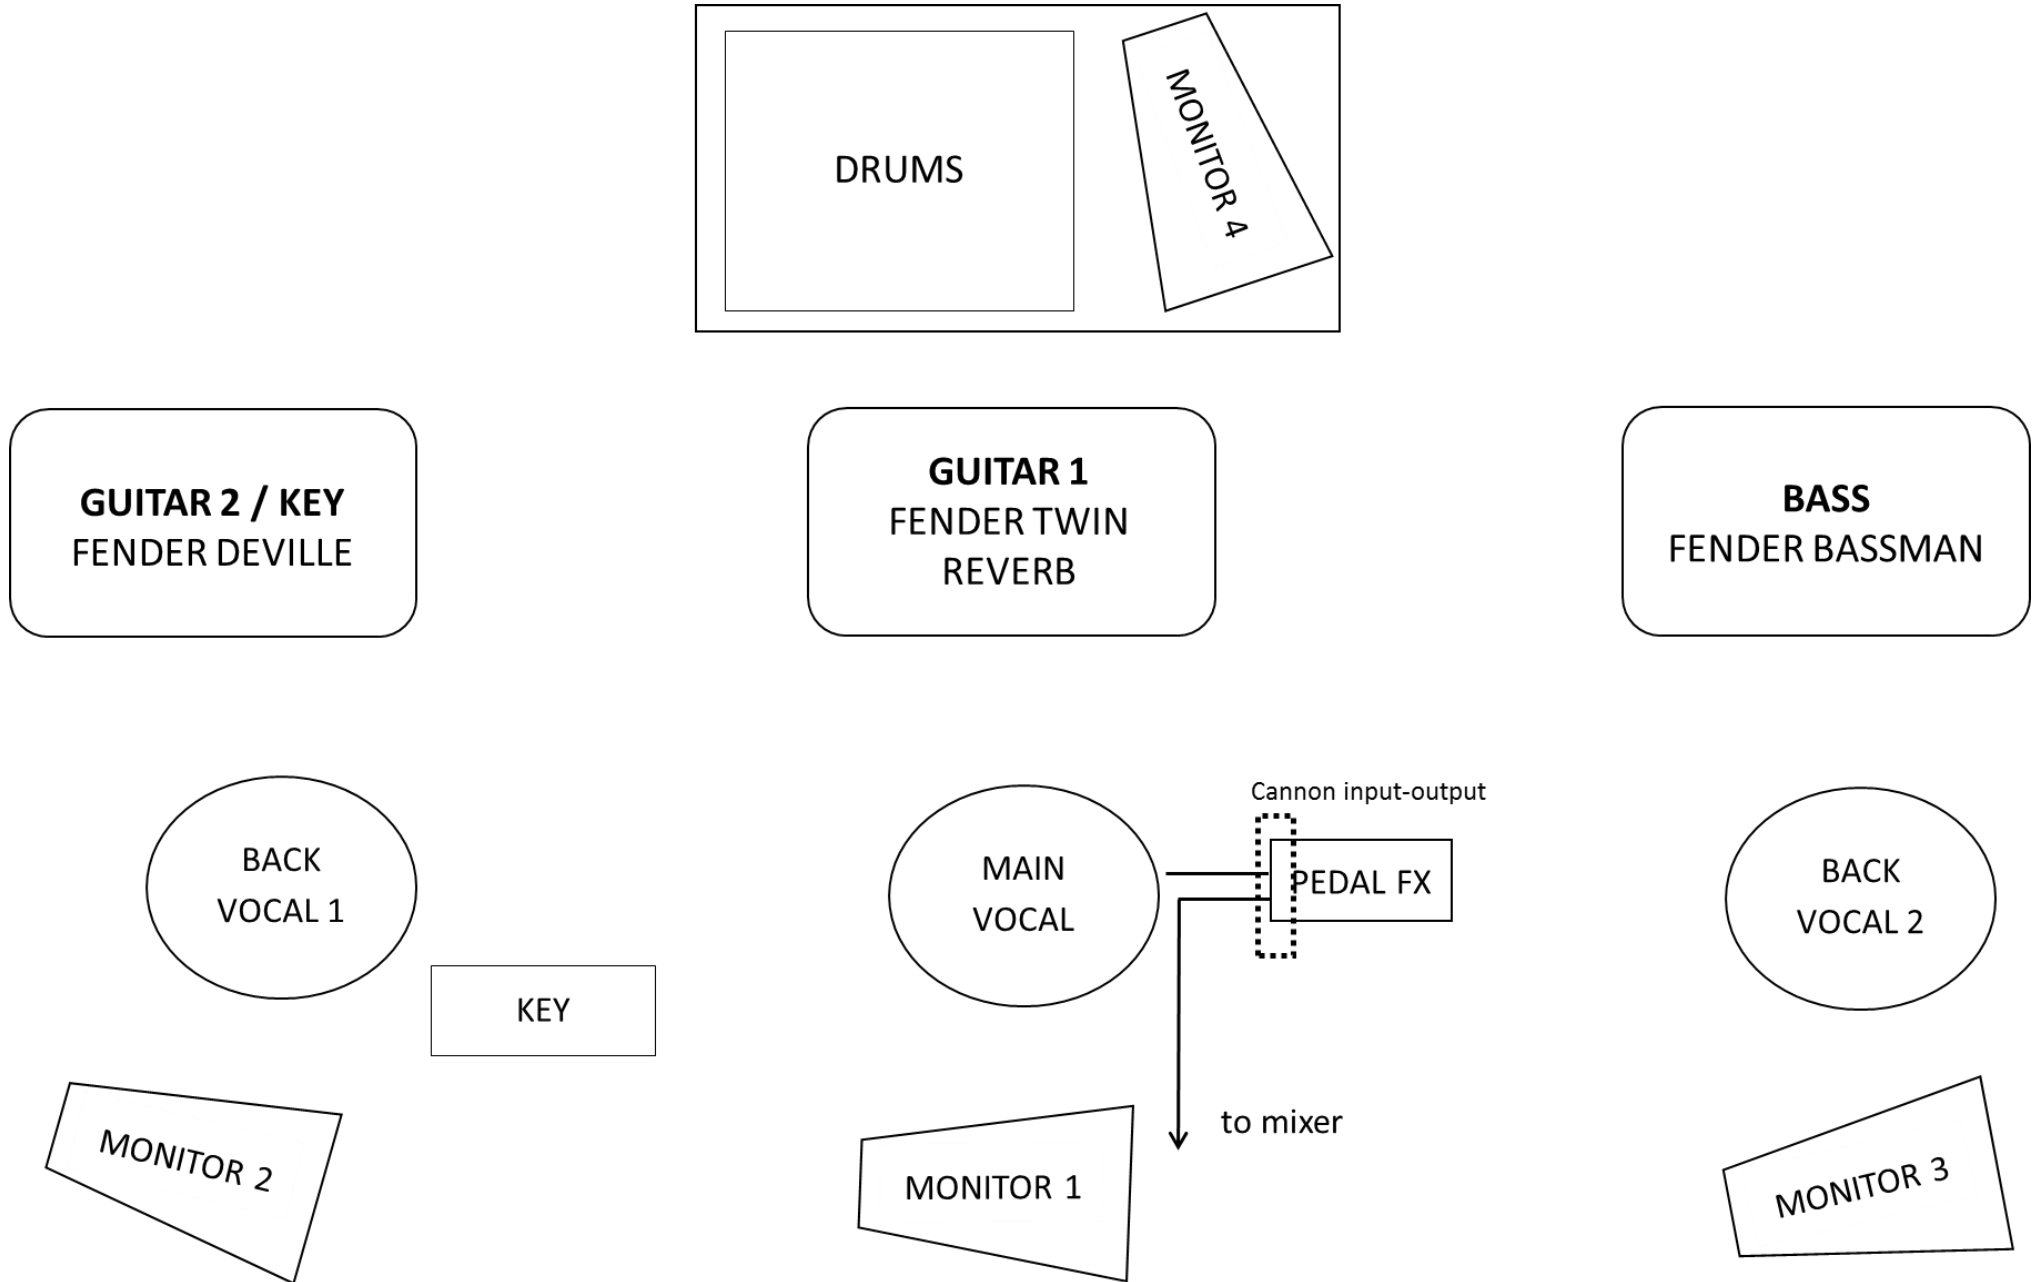 DRUMS
MONITOR 4
GUITAR 2 / KEY
FENDER DEVILLE
GUITAR 1
FENDER TWIN
REVERB
BASS
FENDER BASSMAN
BACK
VOCAL 1
MAIN
VOCAL
Cannon input-output
PEDAL FX
BACK
VOCAL 2
KEY
MONITOR 2
MONITOR 1
to mixer
MONITOR 3